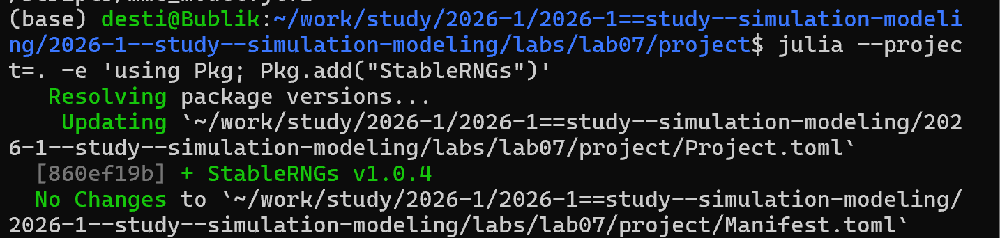 (base) desti@Bublik:~/work/study/2026-1/2026-1==study--simulation-modeli
ng/2026-1--study--simulation-modeling/labs/lab07/project$ julia --projec
t=. -e 'using Pkg; Pkg.add("StableRNGs")'
   Resolving package versions...
    Updating `~/work/study/2026-1/2026-1==study--simulation-modeling/202
6-1--study--simulation-modeling/labs/lab07/project/Project.toml`
  [860ef19b] + StableRNGs v1.0.4
  No Changes to `~/work/study/2026-1/2026-1==study--simulation-modeling/
2026-1--study--simulation-modeling/labs/lab07/project/Manifest.toml`